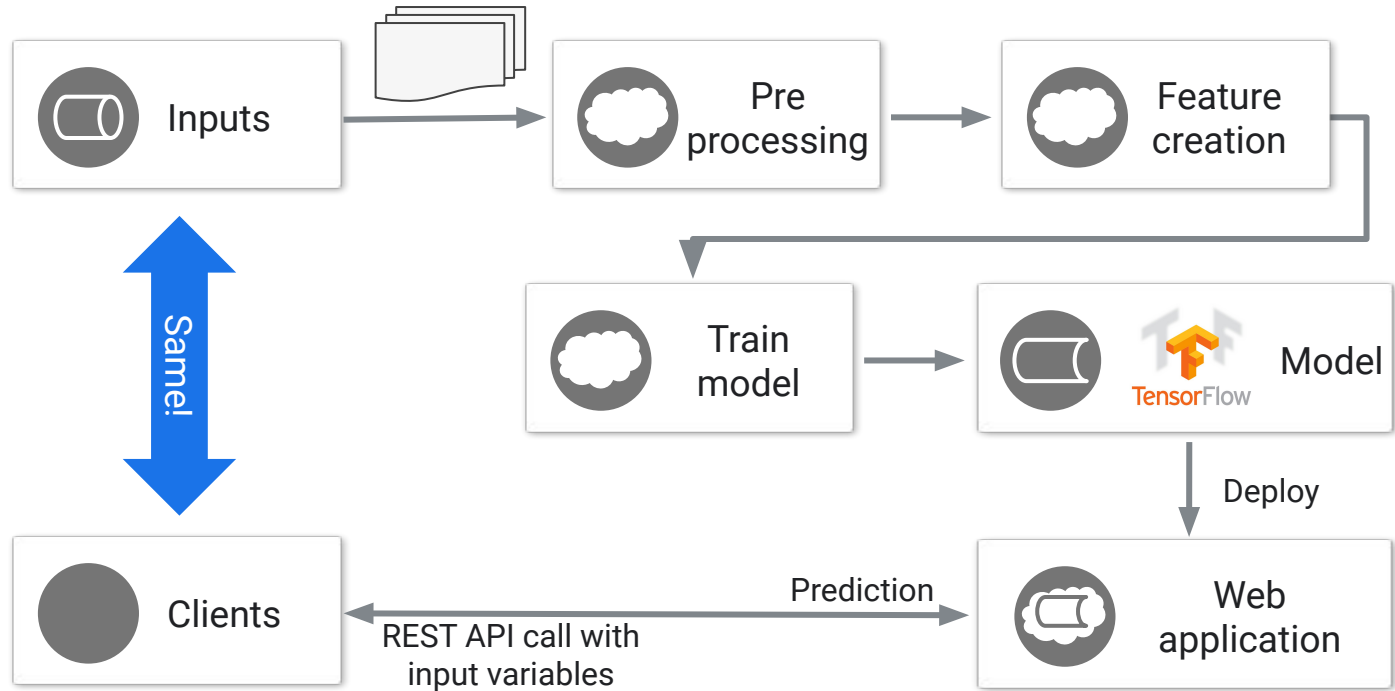 Inputs
Pre
processing
Feature
creation
Train
model
TensorFlow
Model
Same!
Deploy
Clients
Prediction
REST API call with
input variables
Web
application